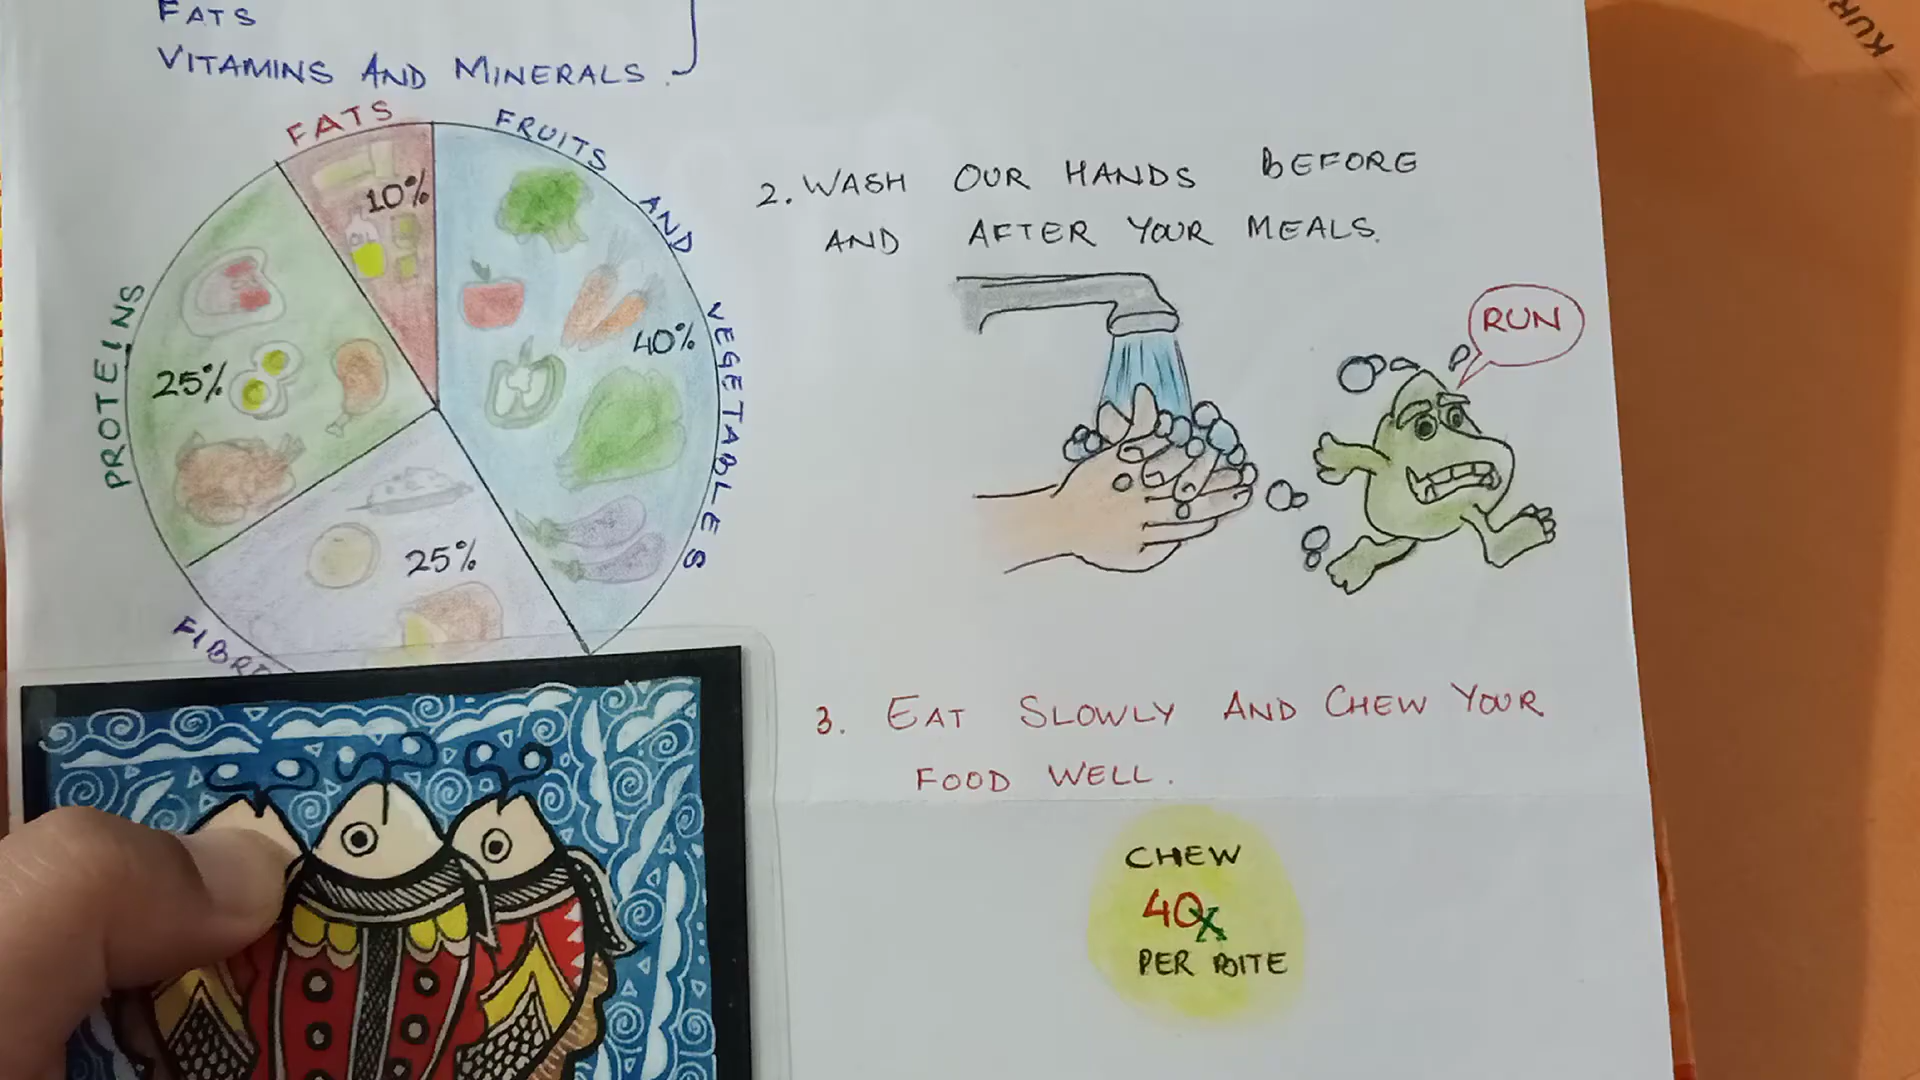 FATS
VITAMINS AND MINERALS.
FATS
10%
OIL
FRUITS AND VEGETABLES
40%
PROTEINS
25%
25%
2. WASH OUR HANDS BEFORE
AND AFTER YOUR MEALS.
RUN
3. EAT SLOWLY AND CHEW YOUR
FOOD WELL.
CHEW
40X
PER BITE